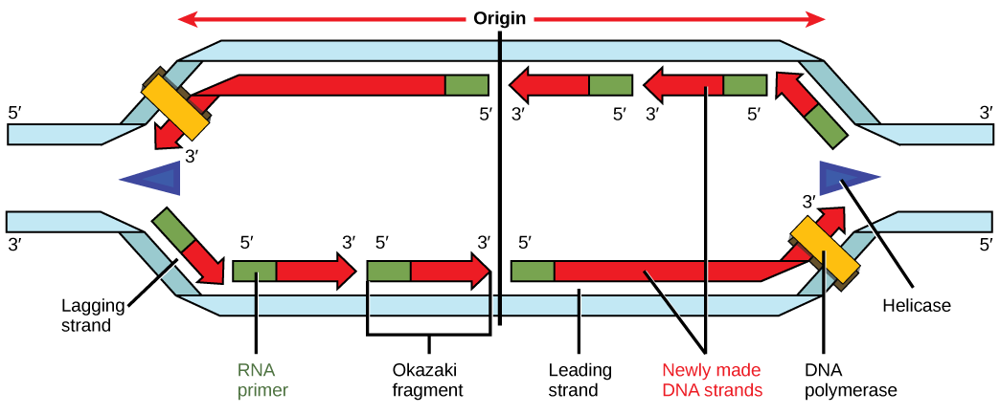 Origin
5′
3′
5′
3′
5′
3′
5′
3′
3′
3′
5′
3′
5′
3′
5′
5′
3′
5′
Lagging
strand
Helicase
RNA
primer
Okazaki
fragment
Leading
strand
Newly made
DNA strands
DNA
polymerase